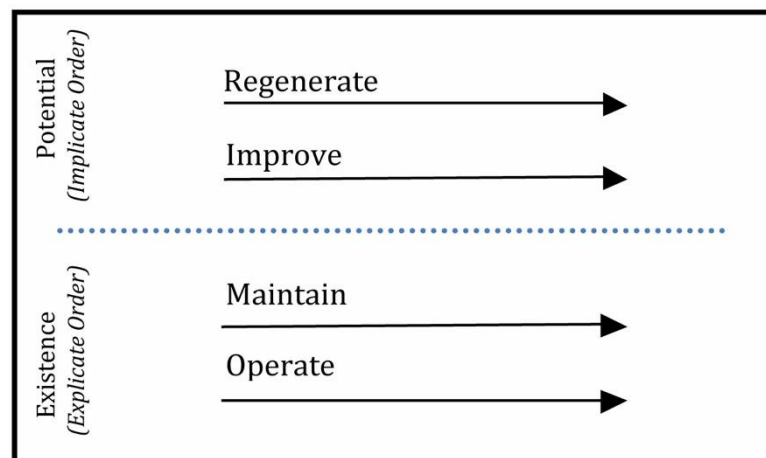 Potential
(Implicate Order)
Regenerate
Improve
Existence
(Explicate Order)
Maintain
Operate